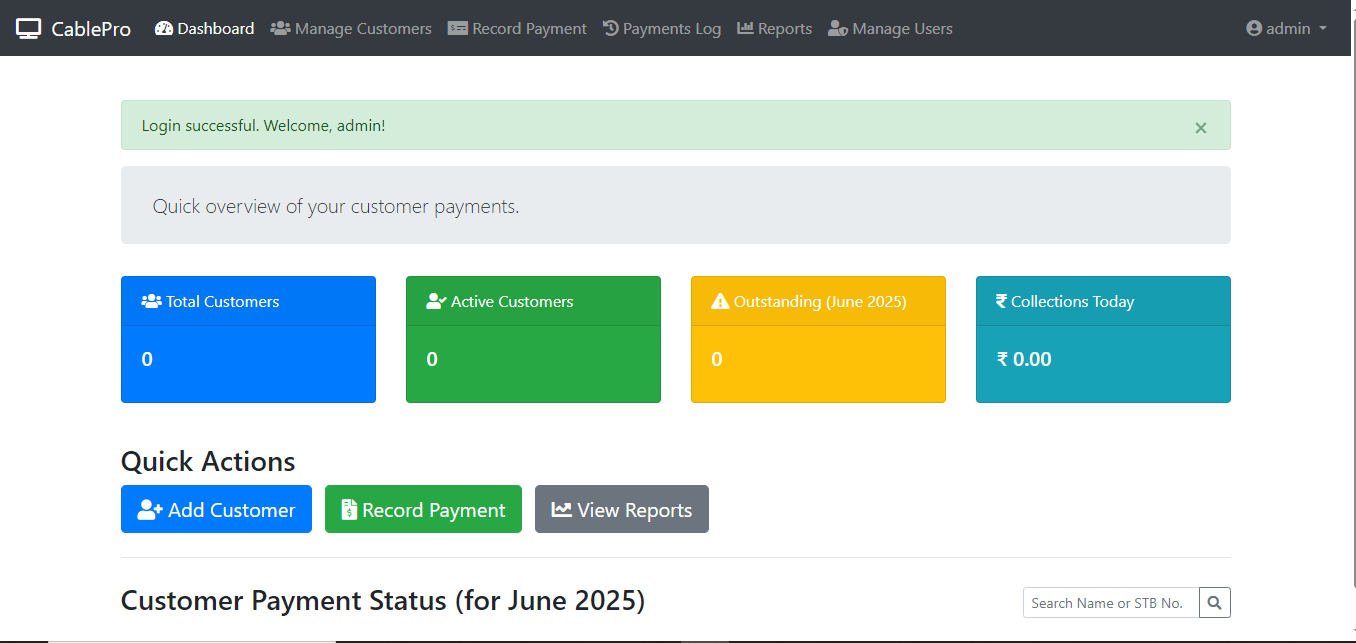 CablePro Dashboard Manage Customers Record Payment Payments Log Reports Manage Users admin
Login successful. Welcome, admin! ×
Quick overview of your customer payments.
Total Customers Active Customers Outstanding (June 2025) ₹ Collections Today
0 0 0 ₹ 0.00
Quick Actions
Add Customer Record Payment View Reports
Customer Payment Status (for June 2025) Search Name or STB No.